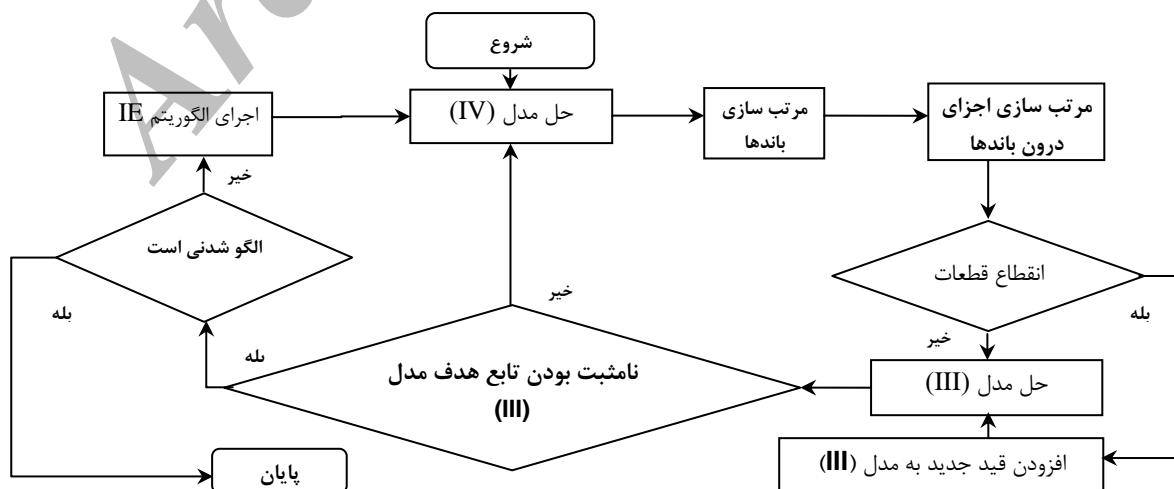 شروع
اجرای الگوریتم IE
حل مدل (IV)
مرتب سازی
باندها
مرتب سازی اجزای
درون باندها
خیر
الگو شدنی است
انقطاع قطعات
بله
بله
خیر
خیر
بله
نامثبت بودن تابع هدف مدل
(III)
حل مدل (III)
پایان
افزودن قید جدید به مدل (III)